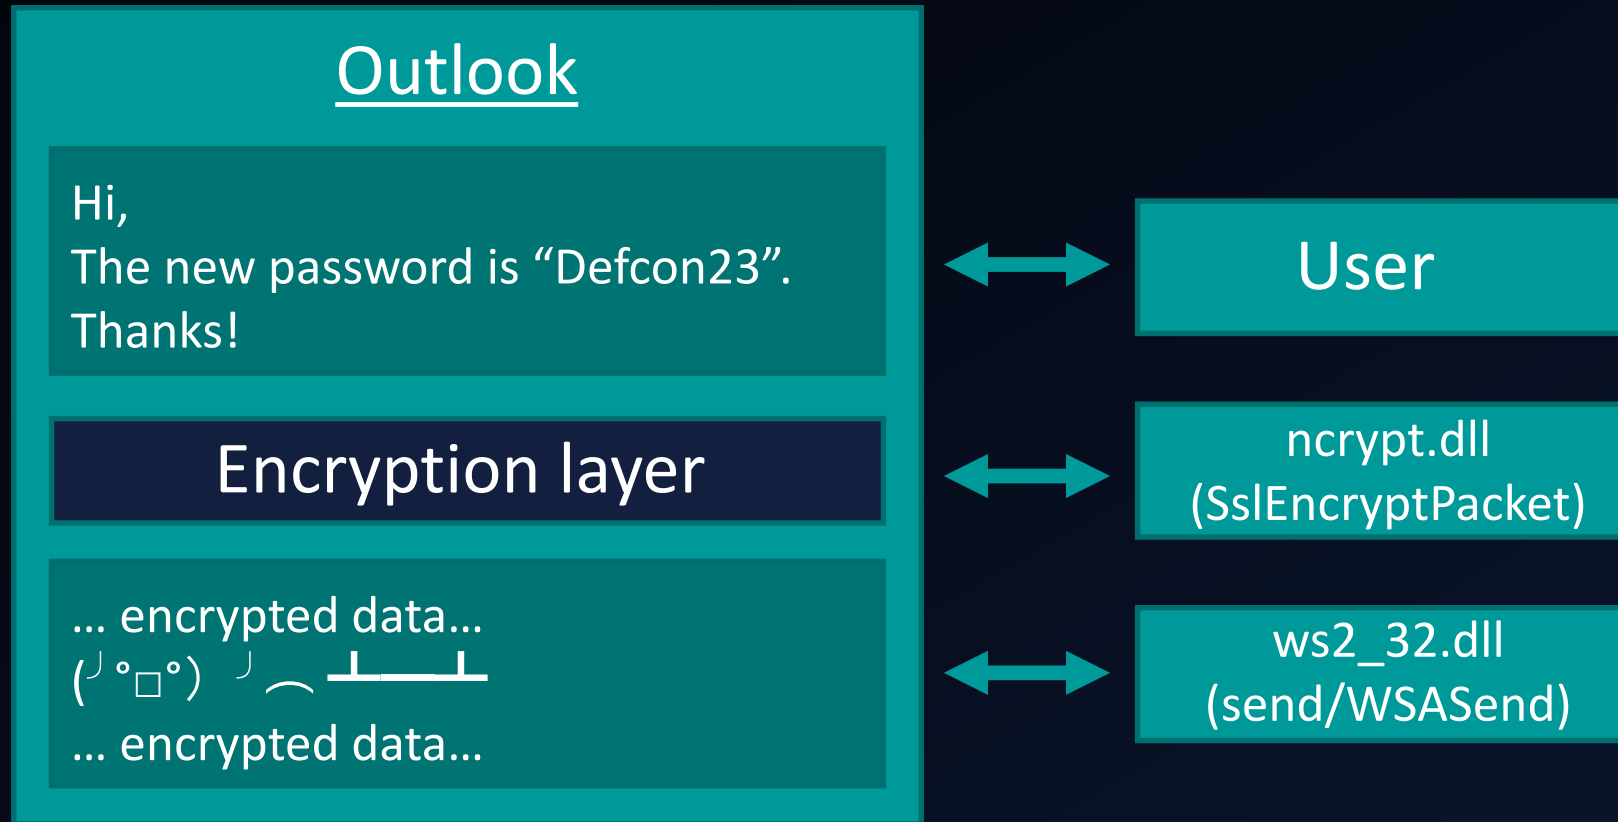 Outlook
Hi,
The new password is “Defcon23”.
Thanks!
User
Encryption layer
ncrypt.dll
(SslEncryptPacket)
... encrypted data...
(╯°□°）╯︵ ┻━┻
... encrypted data...
ws2_32.dll
(send/WSASend)